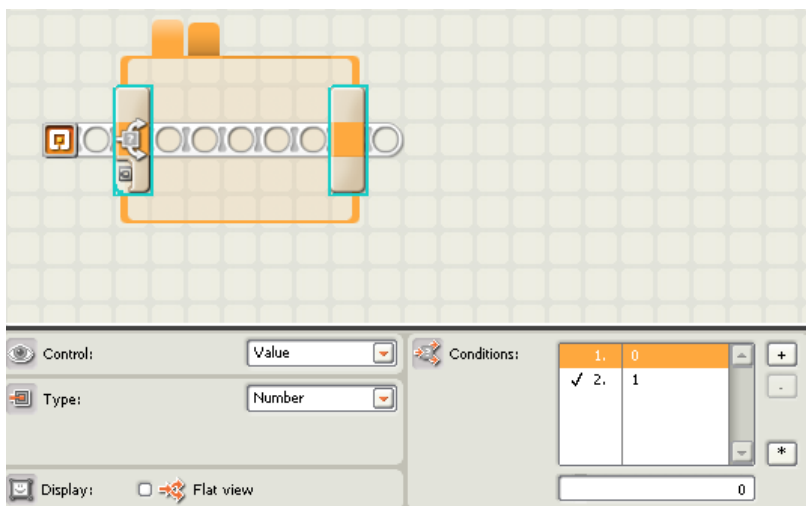 Control: Value
Conditions:
1. 0
✓ 2. 1
+
-
*
Type: Number
Display: Flat view
0